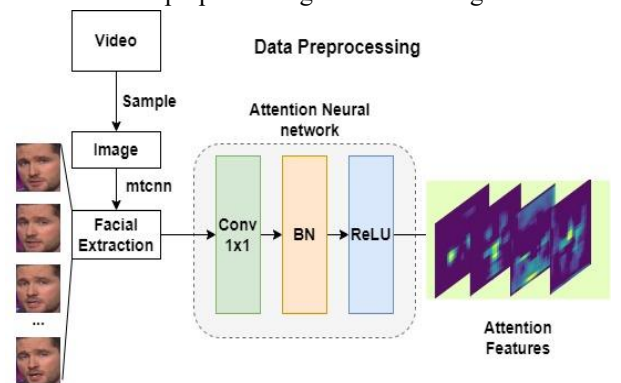 Video
Data Preprocessing
Sample
Attention Neural
network
Image
mtcnn
Facial
Extraction
Conv
1x1
BN
ReLU
...
Attention
Features